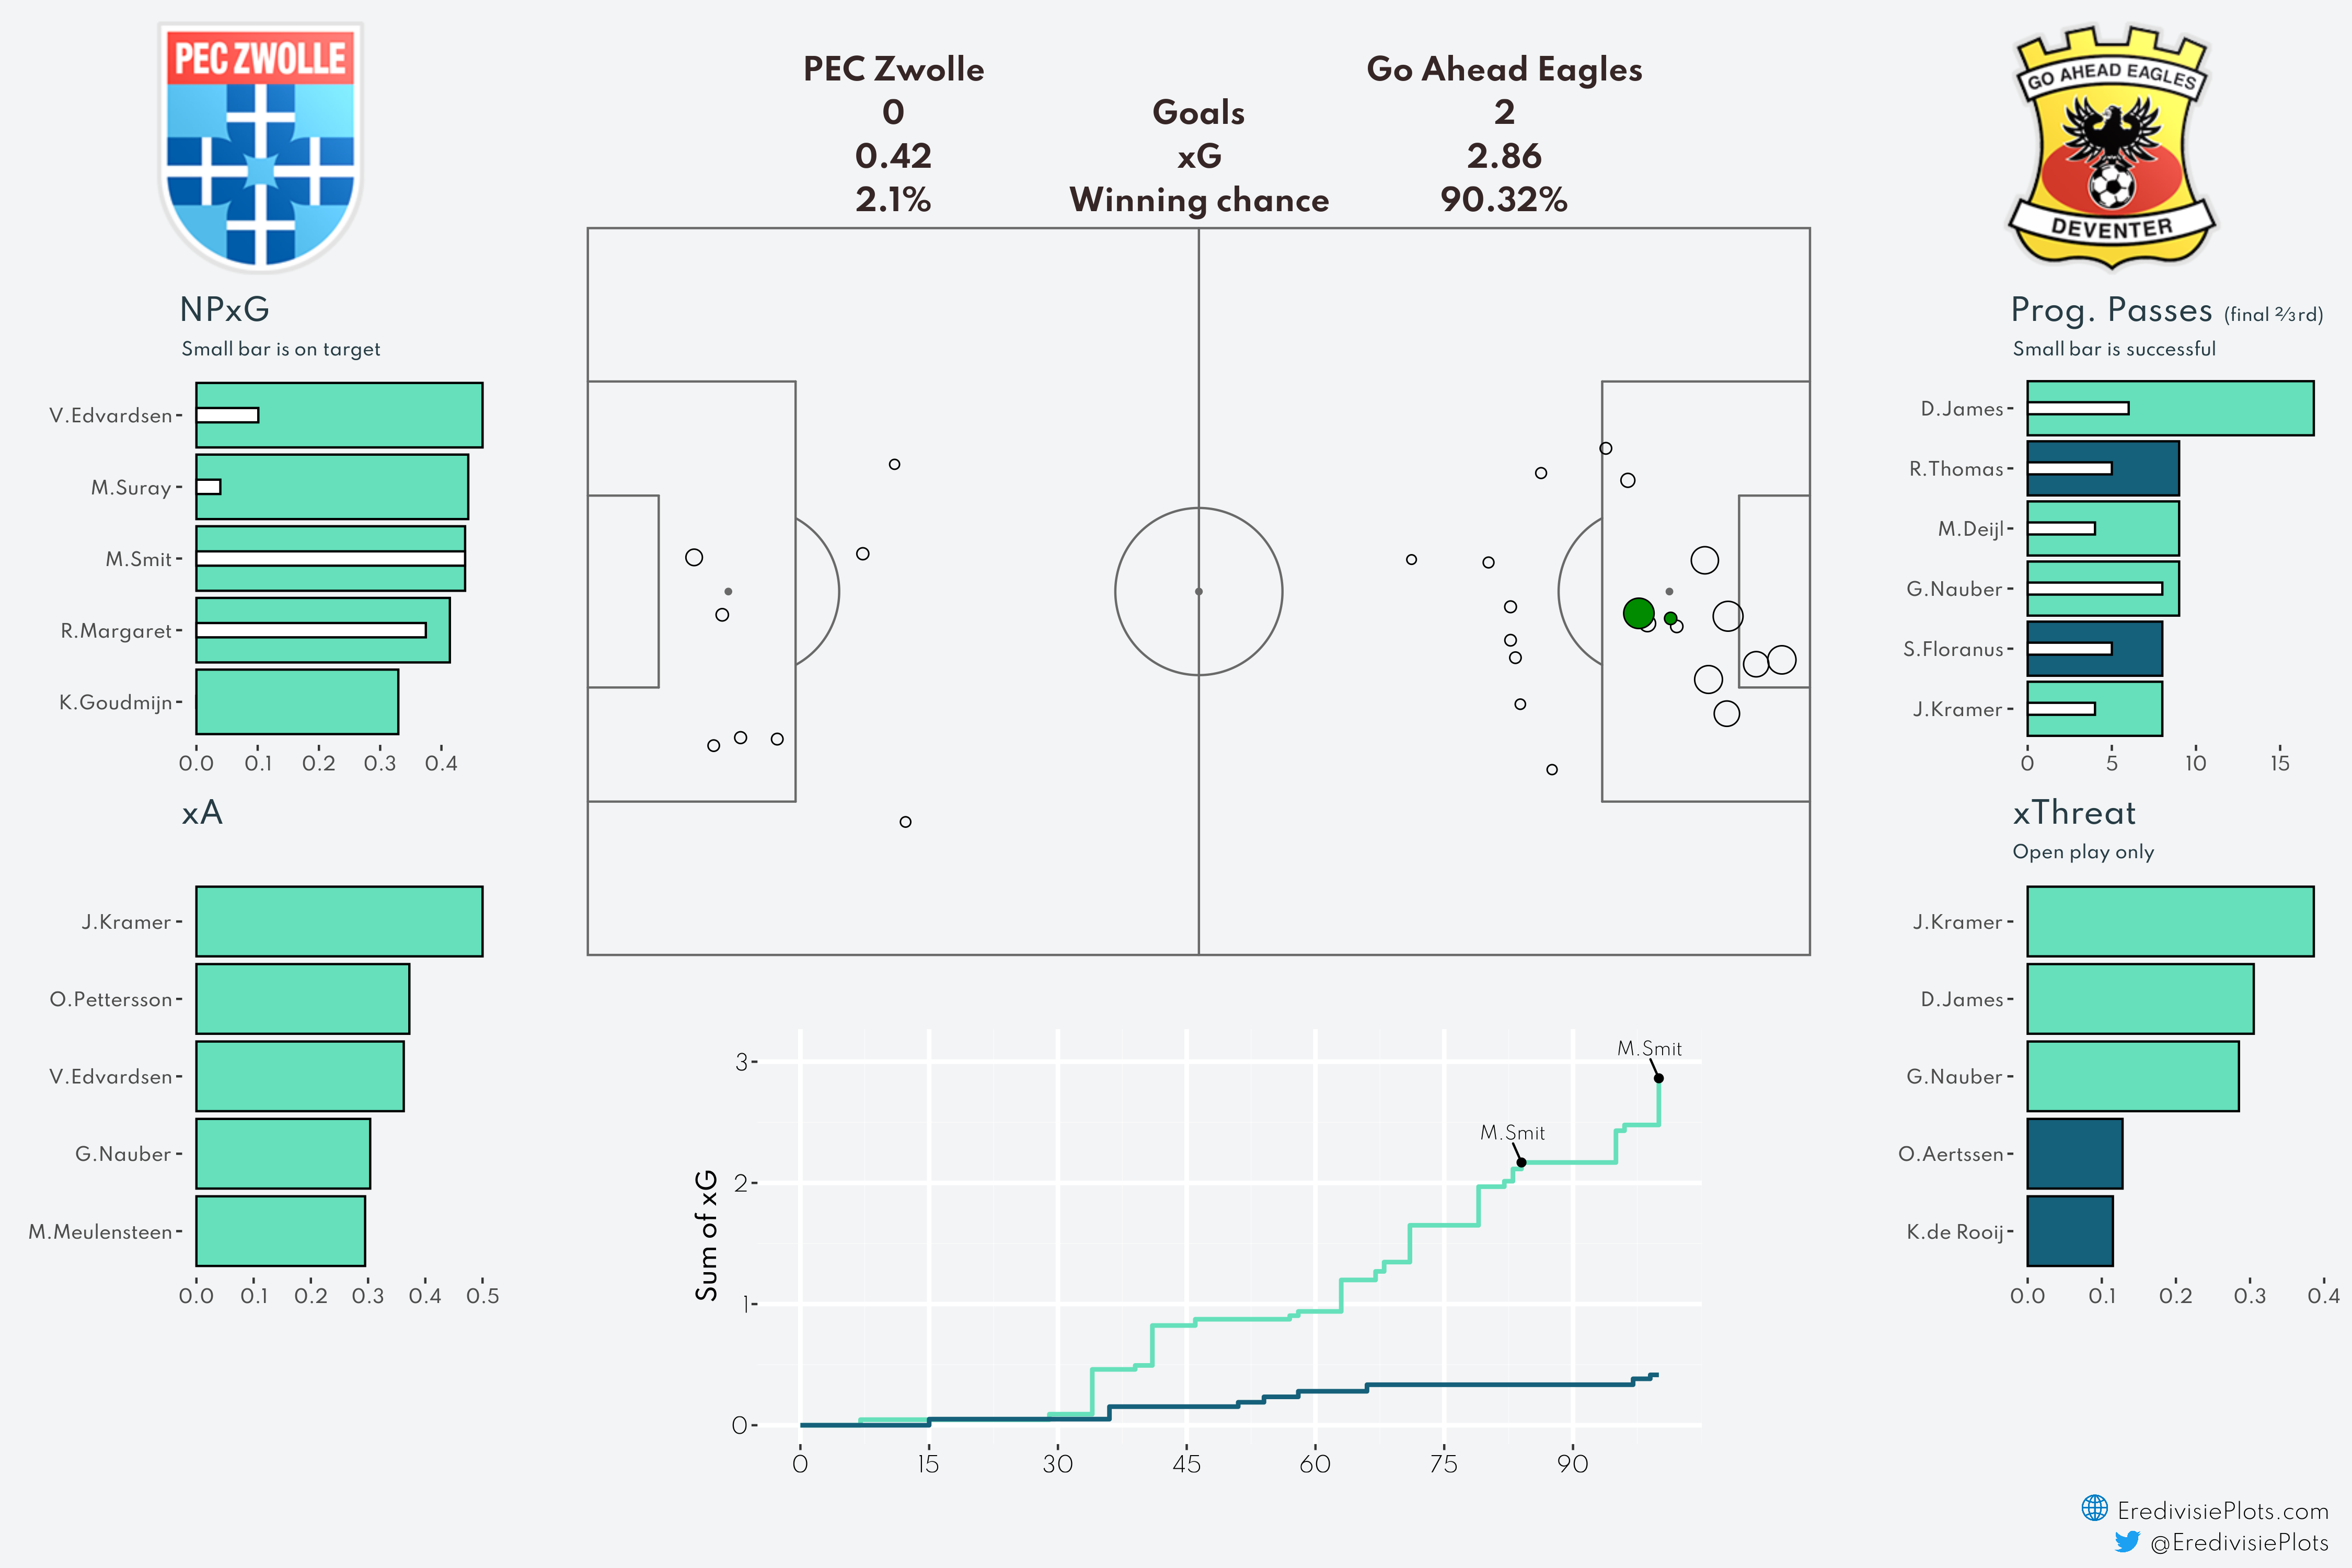 PEC ZWOLLE
GO AHEAD EAGLES
DEVENTER
PEC Zwolle Go Ahead Eagles
0 Goals 2
0.42 xG 2.86
2.1% Winning chance 90.32%
NPxG
Small bar is on target
V.Edvardsen
M.Suray
M.Smit
R.Margaret
K.Goudmijn
0.0 0.1 0.2 0.3 0.4
xA
J.Kramer
O.Pettersson
V.Edvardsen
G.Nauber
M.Meulensteen
0.0 0.1 0.2 0.3 0.4 0.5
Sum of xG
3
2
1
0
M.Smit
M.Smit
0 15 30 45 60 75 90
Prog. Passes (final ⅔rd)
Small bar is successful
D.James
R.Thomas
M.Deijl
G.Nauber
S.Floranus
J.Kramer
0 5 10 15
xThreat
Open play only
J.Kramer
D.James
G.Nauber
O.Aertssen
K.de Rooij
0.0 0.1 0.2 0.3 0.4
EredivisiePlots.com
@EredivisiePlots